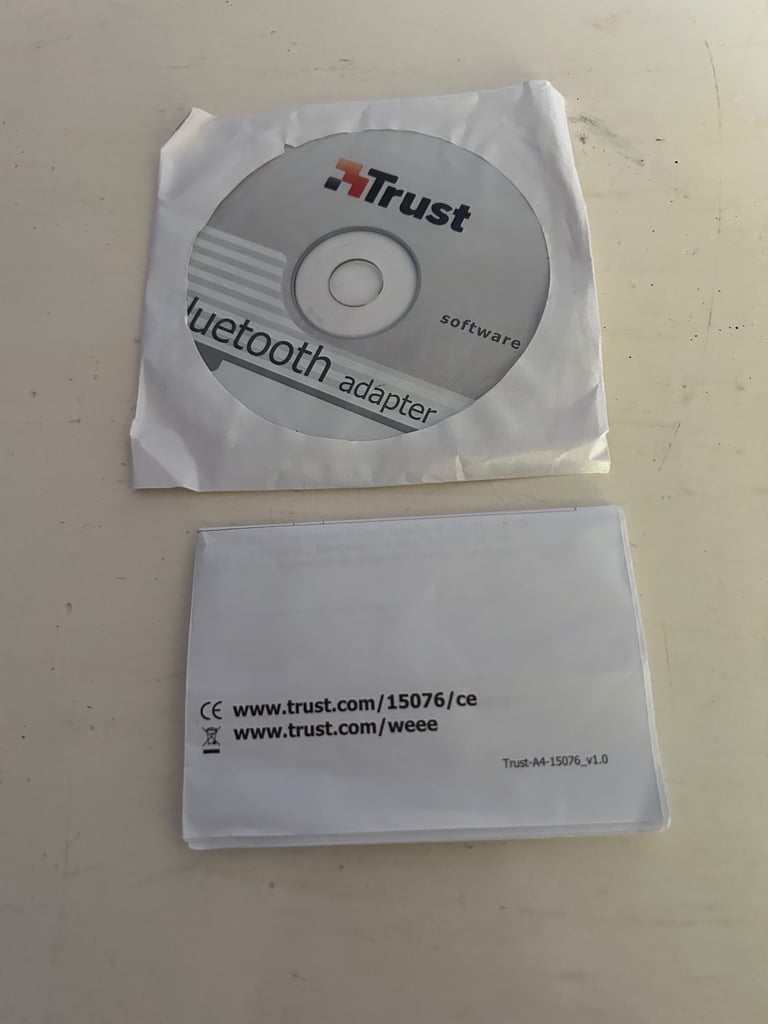 Trust
software
luetooth adapter
www.trust.com/15076/ce
www.trust.com/weee
Trust-A4-15076_v1.0